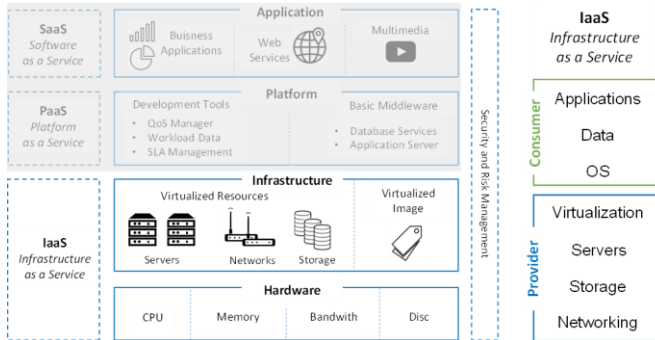 SaaS
Software
as a Service
Application
Buisness
Applications
Web
Services
Multimedia
PaaS
Platform
as a Service
Platform
Development Tools
• QoS Manager
• Workload Data
• SLA Management
Basic Middleware
• Database Services
• Application Server
IaaS
Infrastructure
as a Service
Infrastructure
Virtualized Resources
Servers
Networks
Storage
Virtualized
Image
Hardware
CPU
Memory
Bandwith
Disc
Security and Risk Management
IaaS
Infrastructure
as a Service
Consumer
Applications
Data
OS
Provider
Virtualization
Servers
Storage
Networking